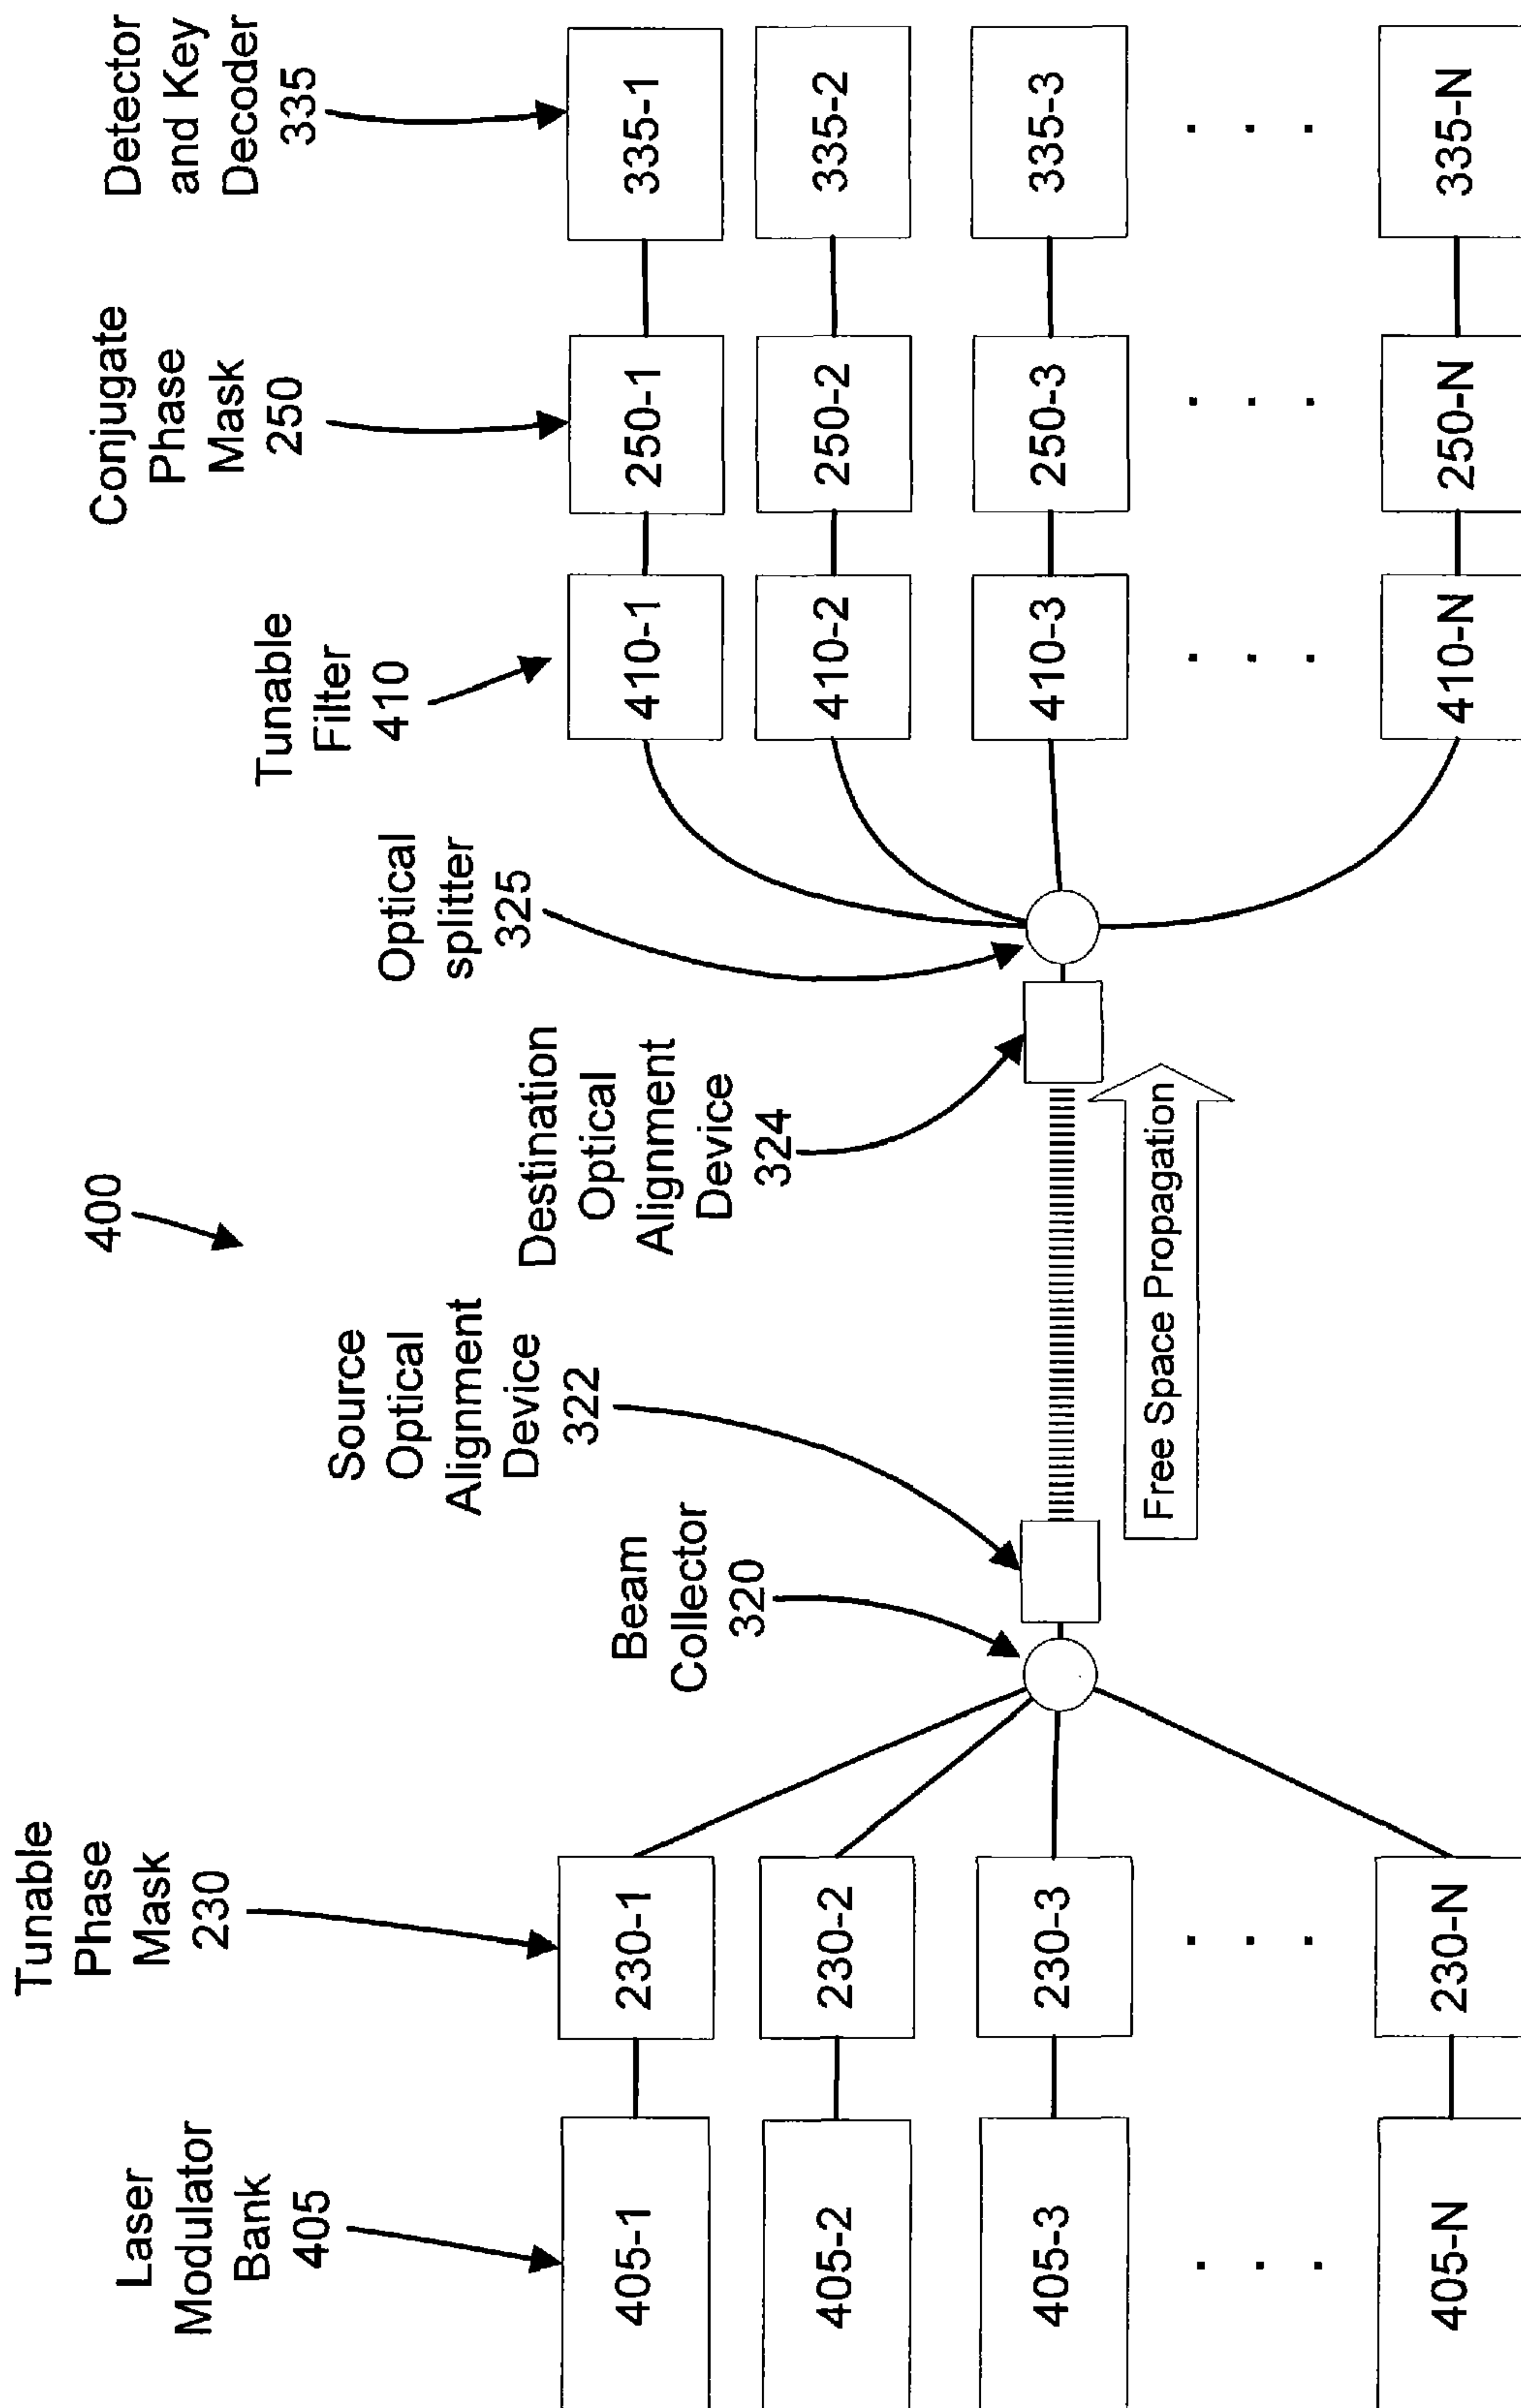 400
Laser
Modulator
Bank
405
Tunable
Phase
Mask
230
Beam
Collector
320
Source
Optical
Alignment
Device
322
Destination
Optical
Alignment
Device
324
Optical
splitter
325
Tunable
Filter
410
Conjugate
Phase
Mask
250
Detector
and Key
Decoder
335
405-1
230-1
410-1
250-1
335-1
405-2
230-2
410-2
250-2
335-2
405-3
230-3
410-3
250-3
335-3
Free Space Propagation
. . .
. . .
. . .
. . .
. . .
405-N
230-N
410-N
250-N
335-N